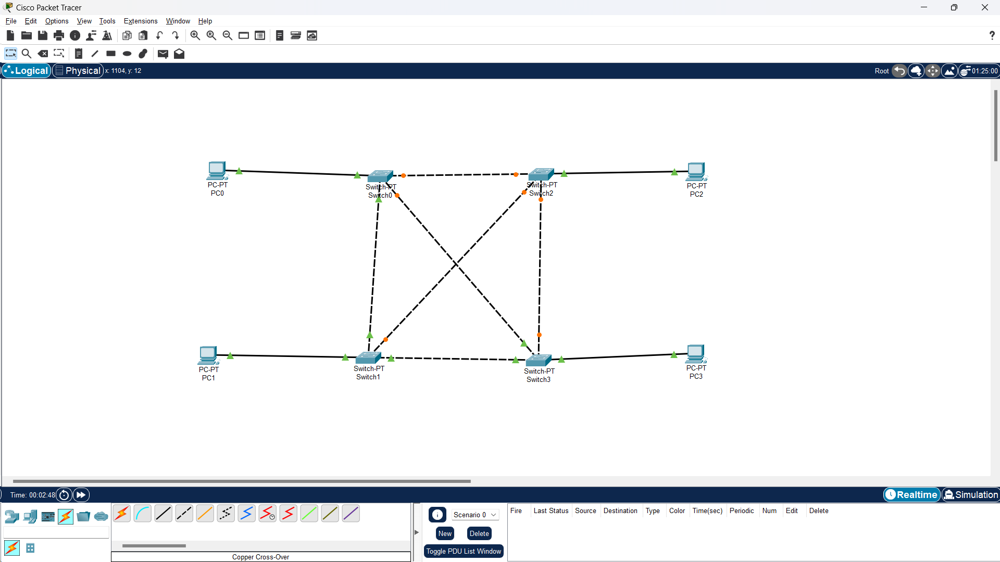 Cisco Packet Tracer
File Edit Options View Tools Extensions Window Help
?
Logical Physical x: 1104, y: 12 Root 01:25:00
PC-PT
PC0
Switch-PT
Switch0
Switch-PT
Switch2
PC-PT
PC2
PC-PT
PC1
Switch-PT
Switch1
Switch-PT
Switch3
PC-PT
PC3
Time: 00:02:48 Realtime Simulation
Scenario 0
New Delete
Toggle PDU List Window
Fire Last Status Source Destination Type Color Time(sec) Periodic Num Edit Delete
Copper Cross-Over